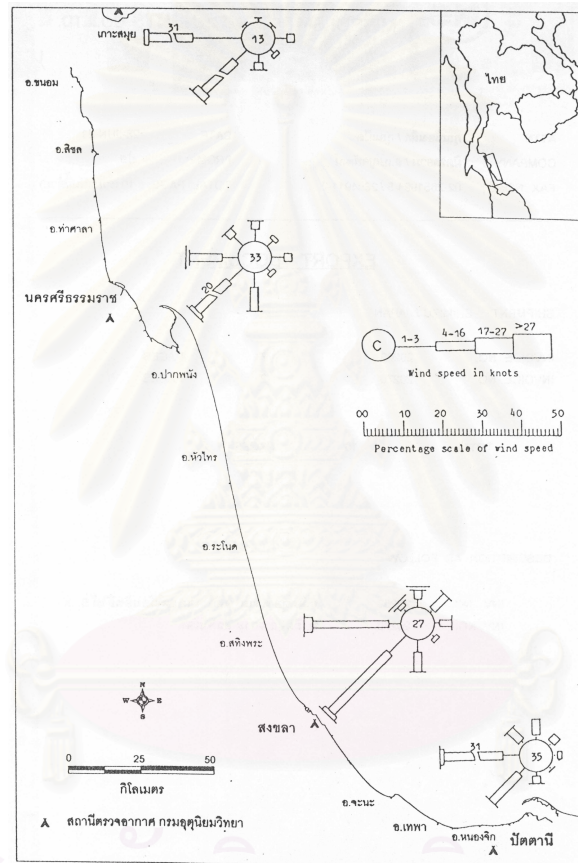 เกาะสมุย
31
13
อ.ขนอม
ไทย
อ.สิชล
อ.ท่าศาลา
33
20
นครศรีธรรมราช
C
1-3
4-16
17-27
>27
Wind speed in knots
อ.ปากพนัง
00 10 20 30 40 50
Percentage scale of wind speed
อ.หัวไทร
อ.ระโนด
27
อ.สทิงพระ
N
W E
S
สงขลา
31
35
0 25 50
กิโลเมตร
อ.จะนะ
อ.เทพา
อ.หนองจิก
ปัตตานี
สถานีตรวจอากาศ กรมอุตุนิยมวิทยา